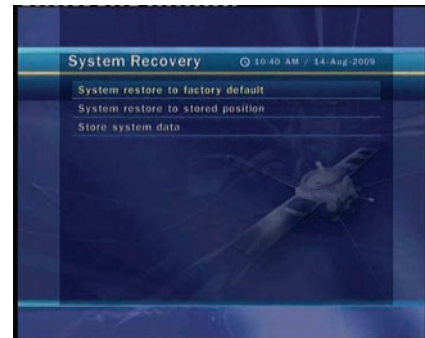 System Recovery
10:40 AM / 14-Aug-2009
System restore to factory default
System restore to stored position
Store system data